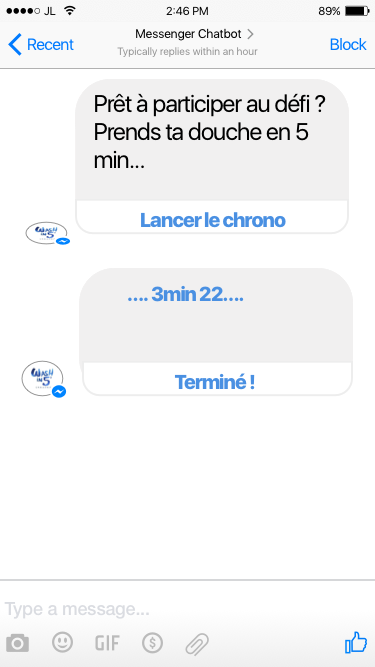 JL 2:46 PM 89%
Recent Messenger Chatbot Block
Typically replies within an hour
Prêt à participer au défi ?
Prends ta douche en 5
min...
Lancer le chrono
WASH
IN 5
.... 3min 22....
WASH
IN 5
Terminé !
Type a message...
GIF
$